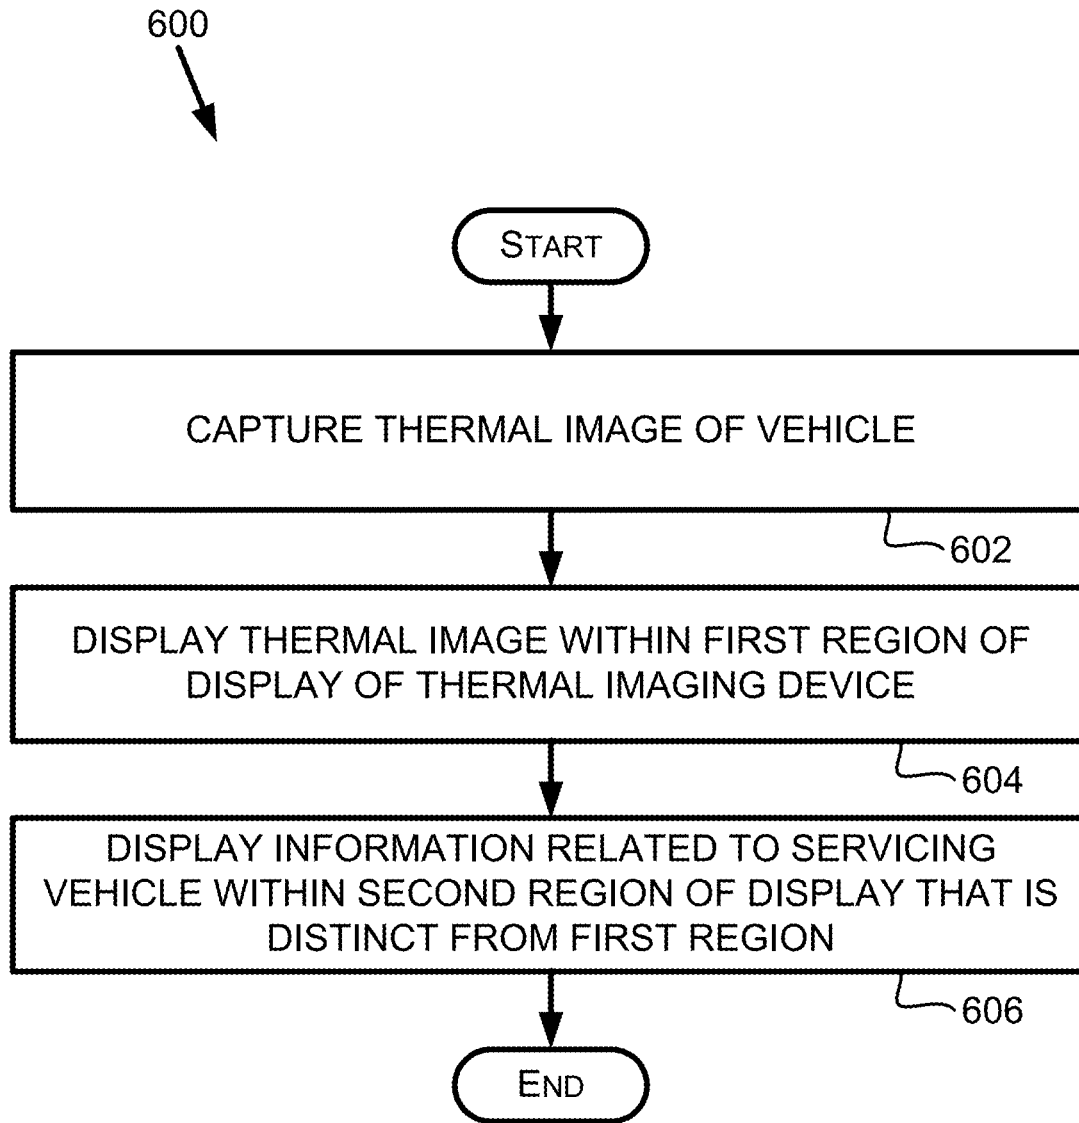 600
START
CAPTURE THERMAL IMAGE OF VEHICLE
602
DISPLAY THERMAL IMAGE WITHIN FIRST REGION OF
DISPLAY OF THERMAL IMAGING DEVICE
604
DISPLAY INFORMATION RELATED TO SERVICING
VEHICLE WITHIN SECOND REGION OF DISPLAY THAT IS
DISTINCT FROM FIRST REGION
606
END